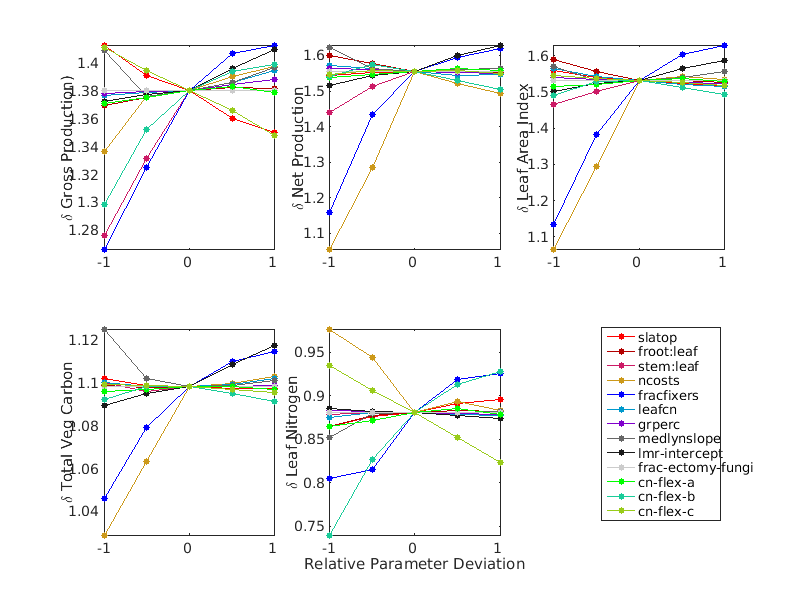 δ Gross Production)
1.4
1.38
1.36
1.34
1.32
1.3
1.28
-1
0
1
δ Net Production
1.6
1.5
1.4
1.3
1.2
1.1
-1
0
1
δ Leaf Area Index
1.6
1.5
1.4
1.3
1.2
1.1
-1
0
1
δ Total Veg Carbon
1.12
1.1
1.08
1.06
1.04
-1
0
1
δ Leaf Nitrogen
0.95
0.9
0.85
0.8
0.75
-1
0
1
Relative Parameter Deviation
slatop
froot:leaf
stem:leaf
ncosts
fracfixers
leafcn
grperc
medlynslope
lmr-intercept
frac-ectomy-fungi
cn-flex-a
cn-flex-b
cn-flex-c